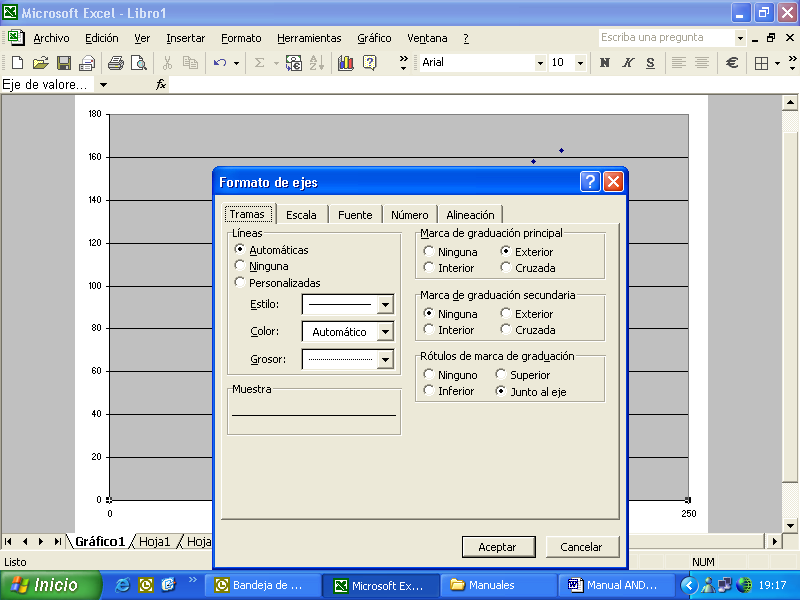 Microsoft Excel - Libro1
Archivo Edición Ver Insertar Formato Herramientas Gráfico Ventana ? Escriba una pregunta
Arial 10 N K S €
Eje de valore... fx
180
160
140
120
100
80
60
40
20
0
0 250
Formato de ejes
Tramas Escala Fuente Número Alineación
Líneas
Automáticas
Ninguna
Personalizadas
Estilo:
Color: Automático
Grosor:
Muestra
Marca de graduación principal
Ninguna Exterior
Interior Cruzada
Marca de graduación secundaria
Ninguna Exterior
Interior Cruzada
Rótulos de marca de graduación
Ninguno Superior
Inferior Junto al eje
Aceptar Cancelar
Gráfico1 Hoja1 Hoja
Listo NUM
Inicio Bandeja de ... Microsoft Ex... Manuales Manual AND... 19:17